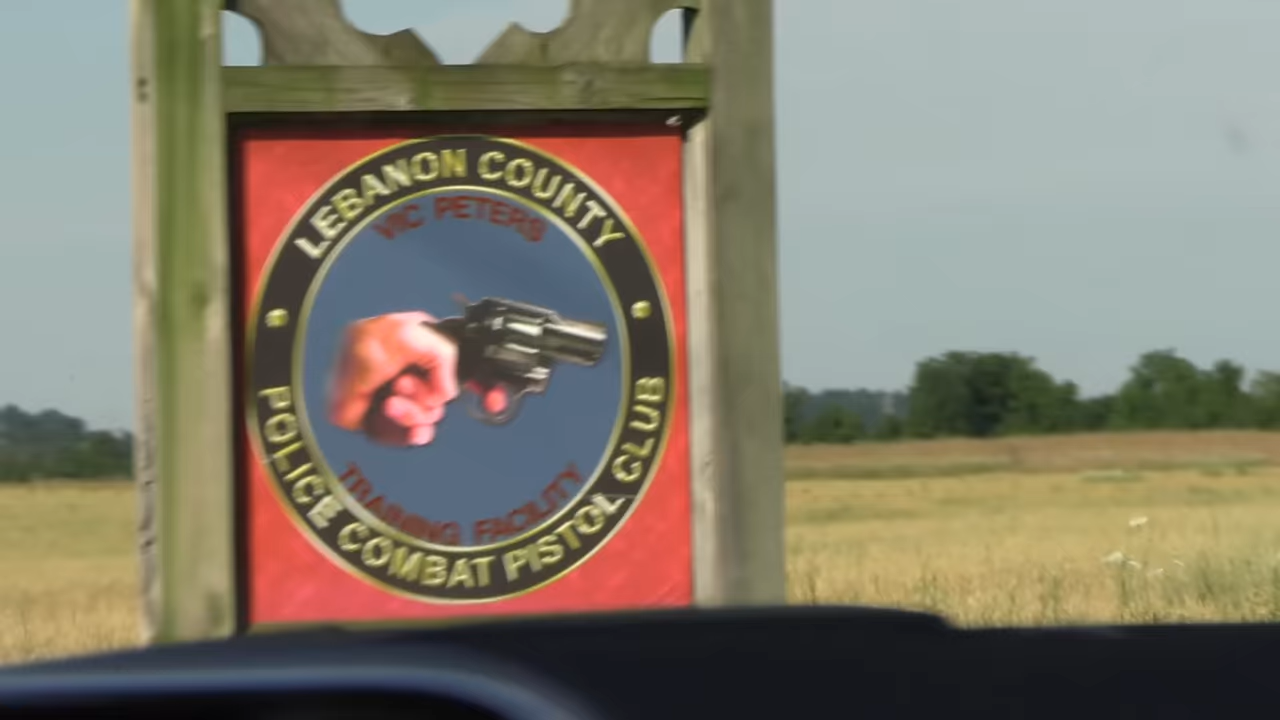 LEBANON COUNTY
VIC PETERS
TRAINING FACILITY
POLICE COMBAT PISTOL CLUB